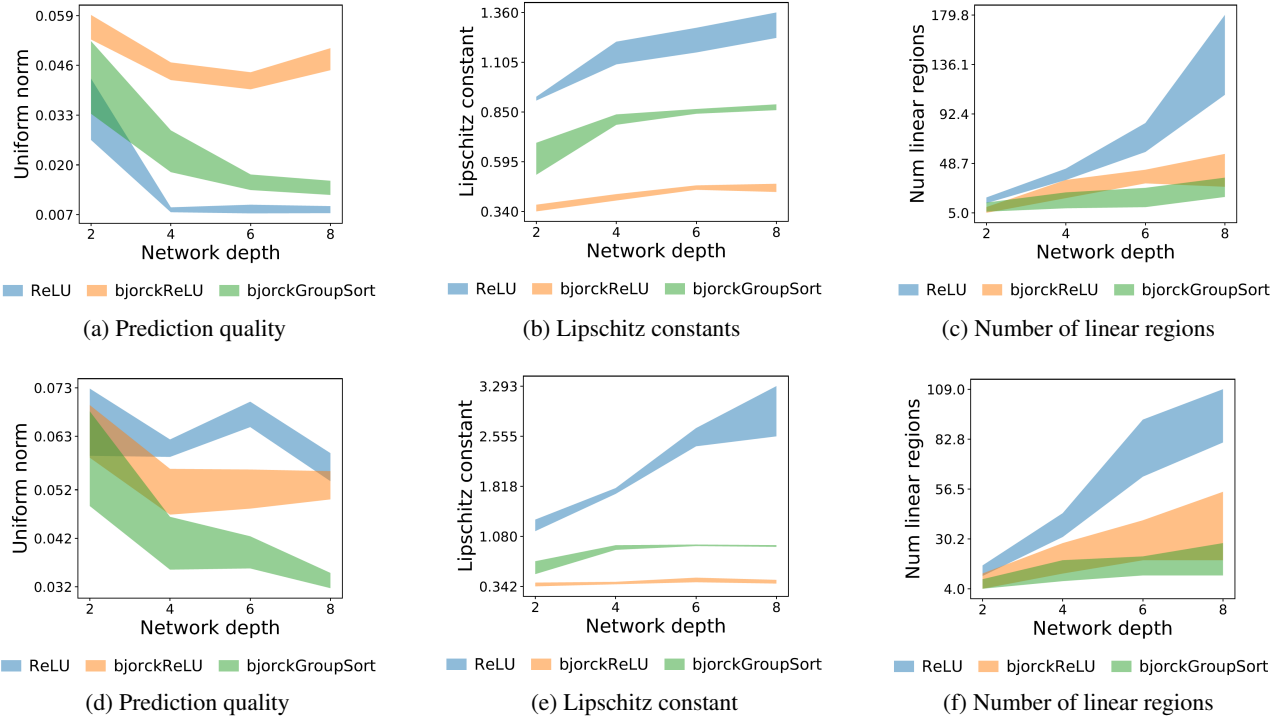 0.059
0.046
0.033
0.020
0.007
Uniform norm
2 4 6 8
Network depth
ReLU bjorckReLU bjorckGroupSort
(a) Prediction quality
1.360
1.105
0.850
0.595
0.340
Lipschitz constant
2 4 6 8
Network depth
ReLU bjorckReLU bjorckGroupSort
(b) Lipschitz constants
179.8
136.1
92.4
48.7
5.0
Num linear regions
2 4 6 8
Network depth
ReLU bjorckReLU bjorckGroupSort
(c) Number of linear regions
0.073
0.063
0.052
0.042
0.032
Uniform norm
2 4 6 8
Network depth
ReLU bjorckReLU bjorckGroupSort
(d) Prediction quality
3.293
2.555
1.818
1.080
0.342
Lipschitz constant
2 4 6 8
Network depth
ReLU bjorckReLU bjorckGroupSort
(e) Lipschitz constant
109.0
82.8
56.5
30.2
4.0
Num linear regions
2 4 6 8
Network depth
ReLU bjorckReLU bjorckGroupSort
(f) Number of linear regions